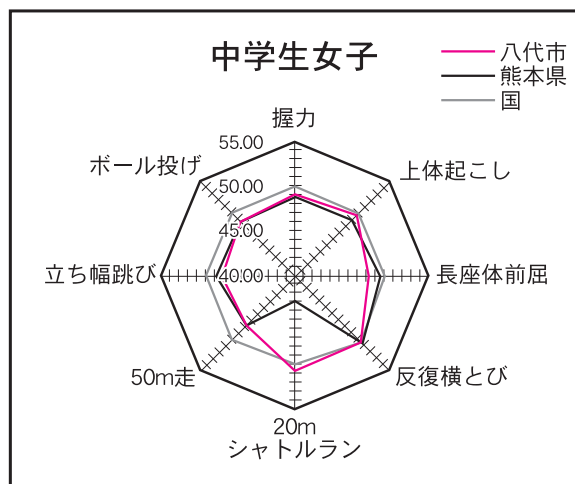 中学生女子
八代市
熊本県
国
握力
55.00
50.00
45.00
40.00
ボール投げ
上体起こし
立ち幅跳び
長座体前屈
50m走
反復横とび
20m
シャトルラン